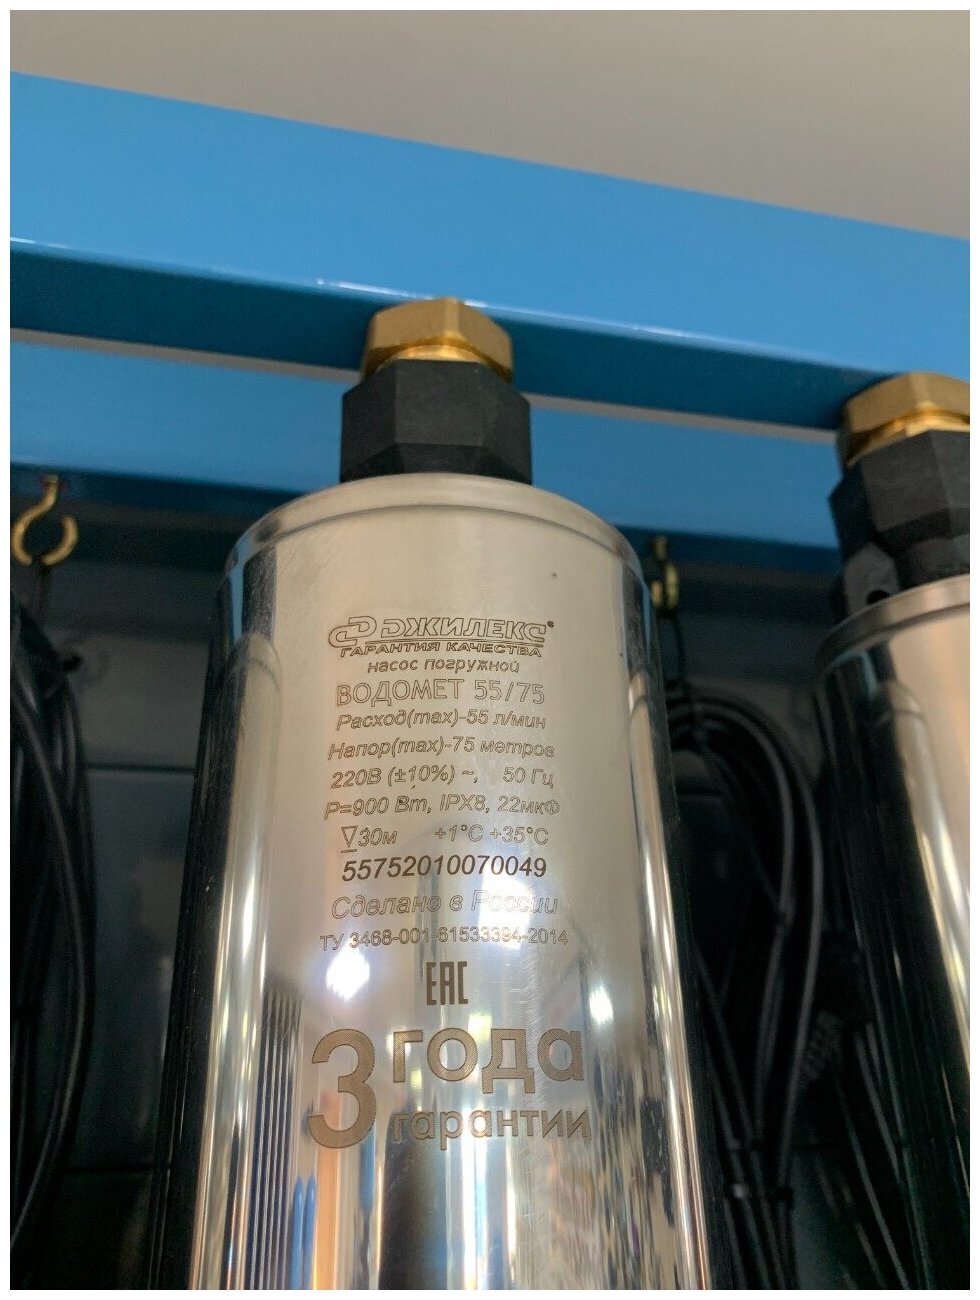 ДЖИЛЕКС®
ГАРАНТИЯ КАЧЕСТВА
насос погружной
ВОДОМЕТ 55/75
Расход(max)-55 л/мин
Напор(max)-75 метров
220В (±10%) ~, 50 Гц
P=900 Вт, IPX8, 22мкФ
30м +1°C +35°C
55752010070049
Сделано в России
ТУ 3468-001-61533394-2014
EAC
3 года
гарантии